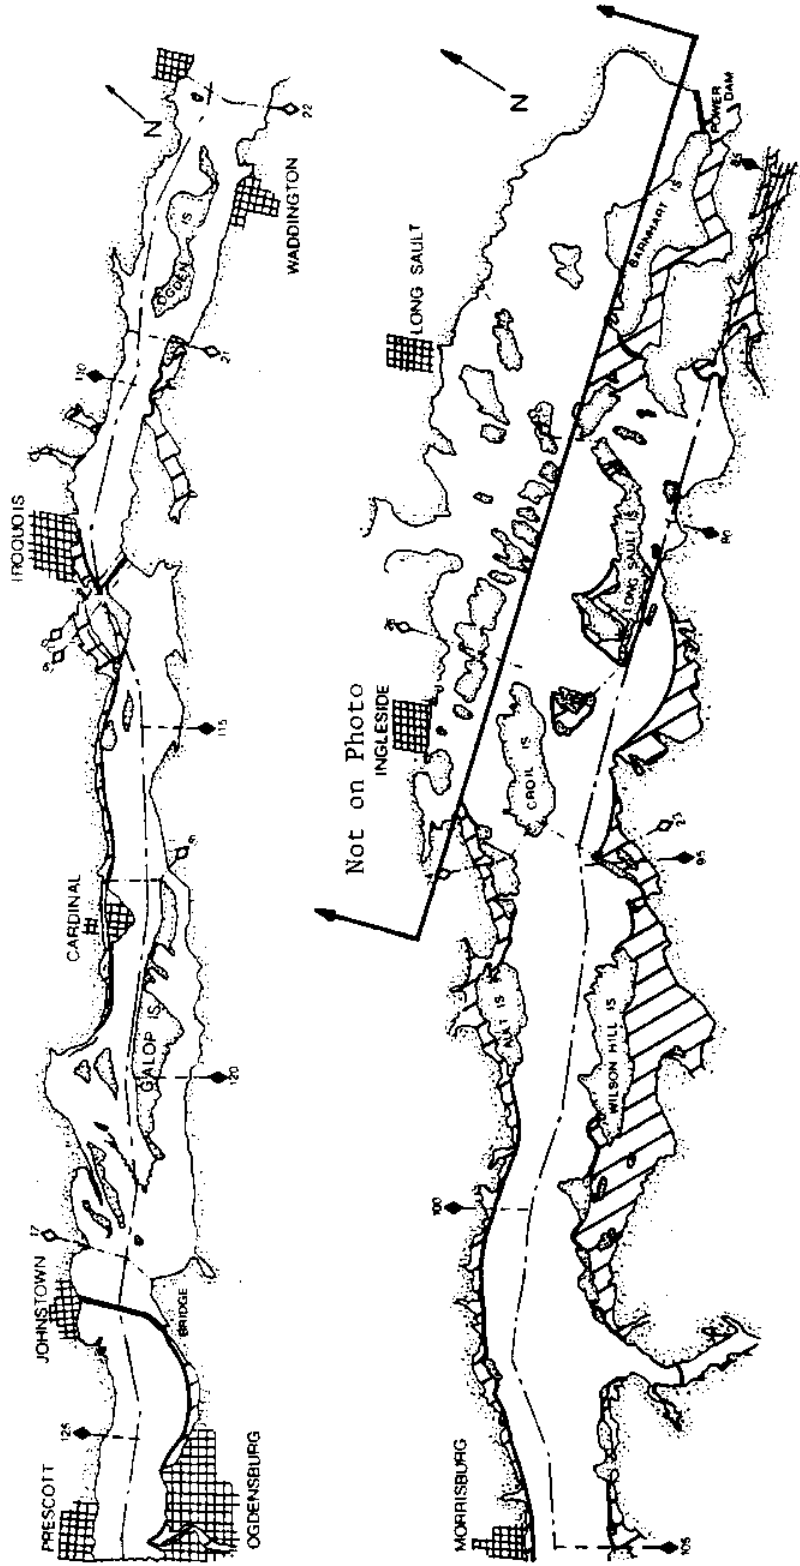 PRESCOTT
125
OGDENSBURG
JOHNSTOWN
BRIDGE
17
120
GALOP IS
CARDINAL
115
IROQUOIS
110
21
OGDEN IS
WADDINGTON
22
N
MORRISBURG
105
100
AULT IS
WILSON HILL IS
95
25
Not on Photo
INGLESIDE
CROIL IS
LONG SAULT IS
LONG SAULT
BARNHART IS
POWER
DAM
85
N